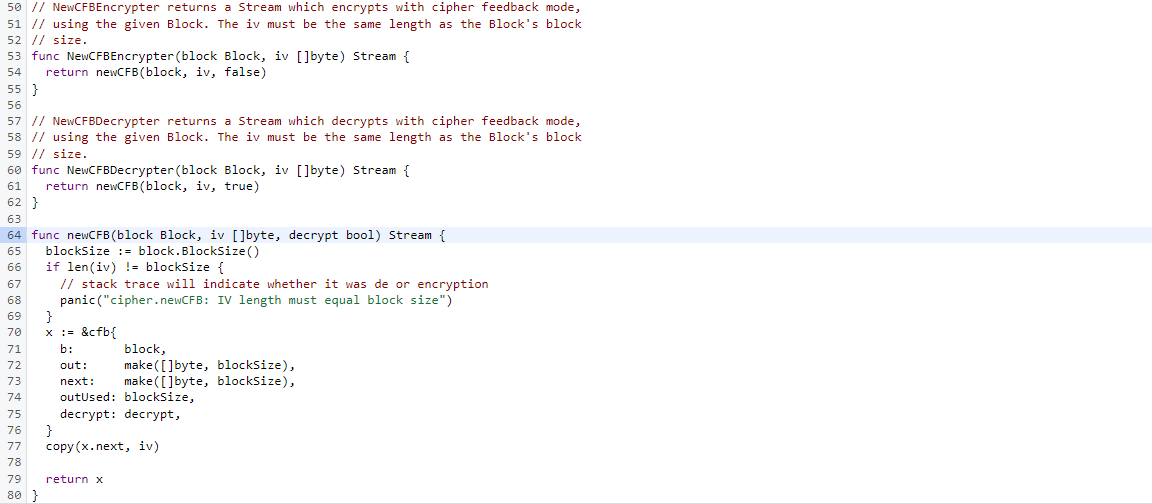 50 // NewCFBEncrypter returns a Stream which encrypts with cipher feedback mode,
51 // using the given Block. The iv must be the same length as the Block's block
52 // size.
53 func NewCFBEncrypter(block Block, iv []byte) Stream {
54   return newCFB(block, iv, false)
55 }
56
57 // NewCFBDecrypter returns a Stream which decrypts with cipher feedback mode,
58 // using the given Block. The iv must be the same length as the Block's block
59 // size.
60 func NewCFBDecrypter(block Block, iv []byte) Stream {
61   return newCFB(block, iv, true)
62 }
63
64 func newCFB(block Block, iv []byte, decrypt bool) Stream {
65   blockSize := block.BlockSize()
66   if len(iv) != blockSize {
67     // stack trace will indicate whether it was de or encryption
68     panic("cipher.newCFB: IV length must equal block size")
69   }
70   x := &cfb{
71     b:       block,
72     out:     make([]byte, blockSize),
73     next:    make([]byte, blockSize),
74     outUsed: blockSize,
75     decrypt: decrypt,
76   }
77   copy(x.next, iv)
78
79   return x
80 }